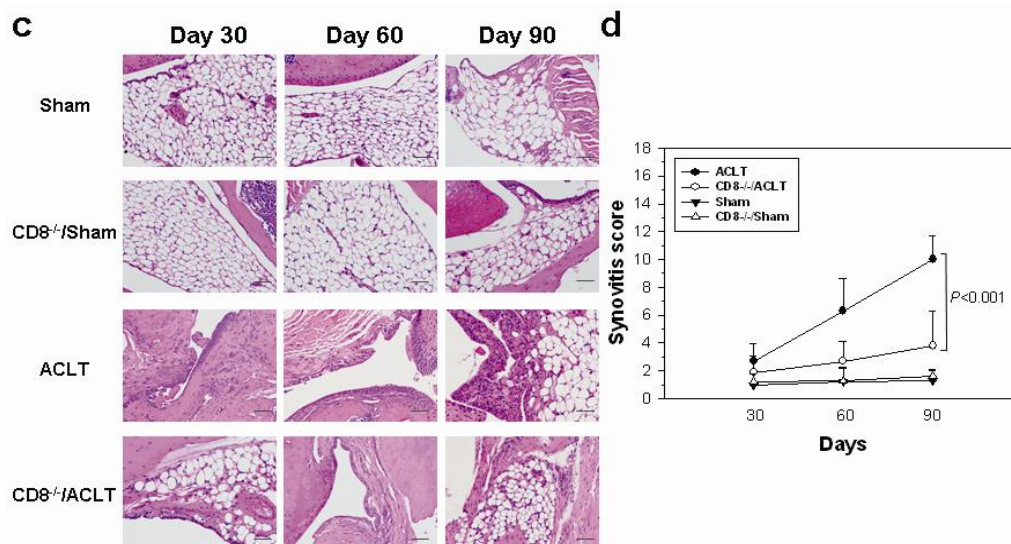 c
Day 30 Day 60 Day 90
Sham
CD8-/-/Sham
ACLT
CD8-/-/ACLT
d
ACLT
CD8-/-/ACLT
Sham
CD8-/-/Sham
Synovitis score
18
16
14
12
10
8
6
4
2
0
P<0.001
30 60 90
Days